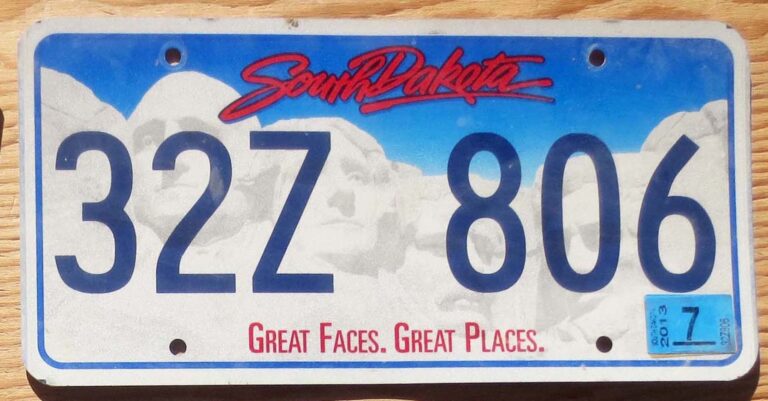 South Dakota
32Z 806
GREAT FACES. GREAT PLACES.
2013
7